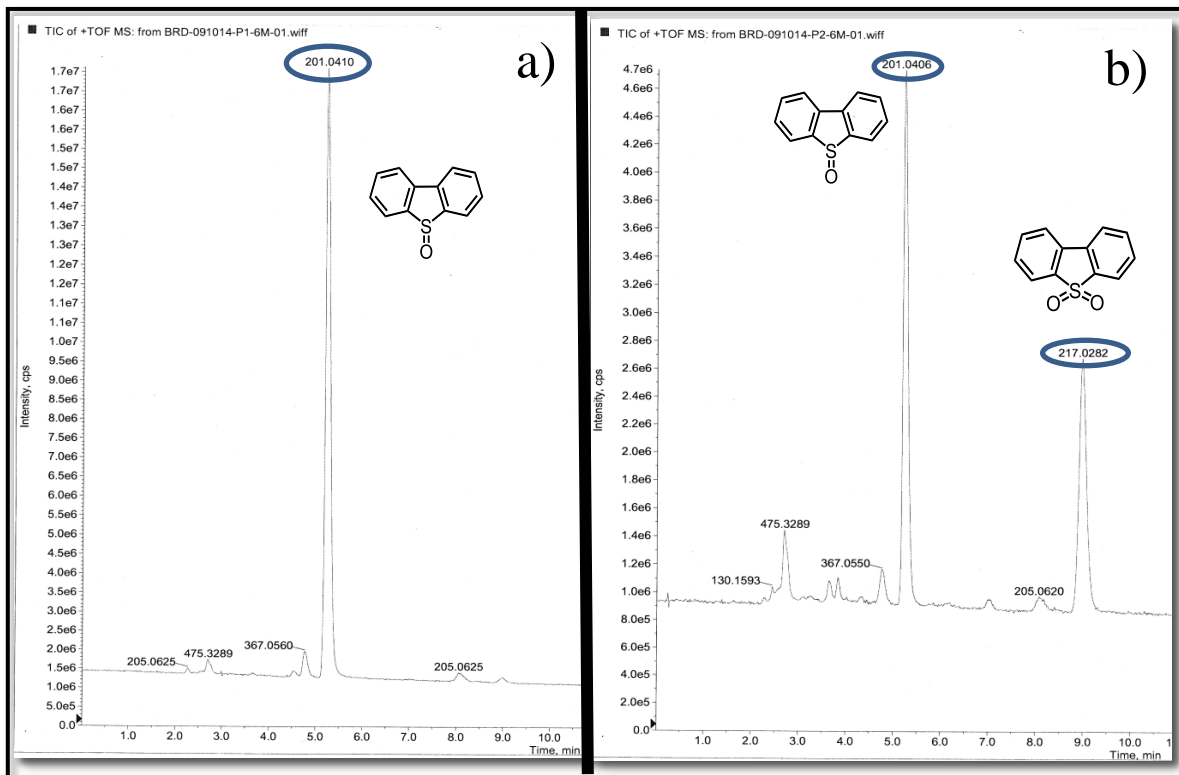 TIC of +TOF MS: from BRD-091014-P1-6M-01.wiff
a)
201.0410
1.7e7
1.7e7
1.6e7
1.6e7
1.5e7
1.5e7
1.4e7
1.4e7
1.3e7
1.3e7
1.2e7
1.2e7
1.1e7
1.1e7
1.0e7
9.5e6
9.0e6
8.5e6
8.0e6
7.5e6
7.0e6
6.5e6
6.0e6
5.5e6
5.0e6
4.5e6
4.0e6
3.5e6
3.0e6
2.5e6
2.0e6
1.5e6
1.0e6
5.0e5
0.0
Intensity, cps
S
O
205.0625
475.3289
367.0560
205.0625
1.0 2.0 3.0 4.0 5.0 6.0 7.0 8.0 9.0 10.0
Time, min
TIC of +TOF MS: from BRD-091014-P2-6M-01.wiff
b)
201.0406
4.7e6
4.6e6
4.4e6
4.2e6
4.0e6
3.8e6
3.6e6
3.4e6
3.2e6
3.0e6
2.8e6
2.6e6
2.4e6
2.2e6
2.0e6
1.8e6
1.6e6
1.4e6
1.2e6
1.0e6
8.0e5
6.0e5
4.0e5
2.0e5
0.0
Intensity, cps
S
O
S
O O
217.0282
475.3289
130.1593
367.0550
205.0620
1.0 2.0 3.0 4.0 5.0 6.0 7.0 8.0 9.0 10.0 1
Time, min